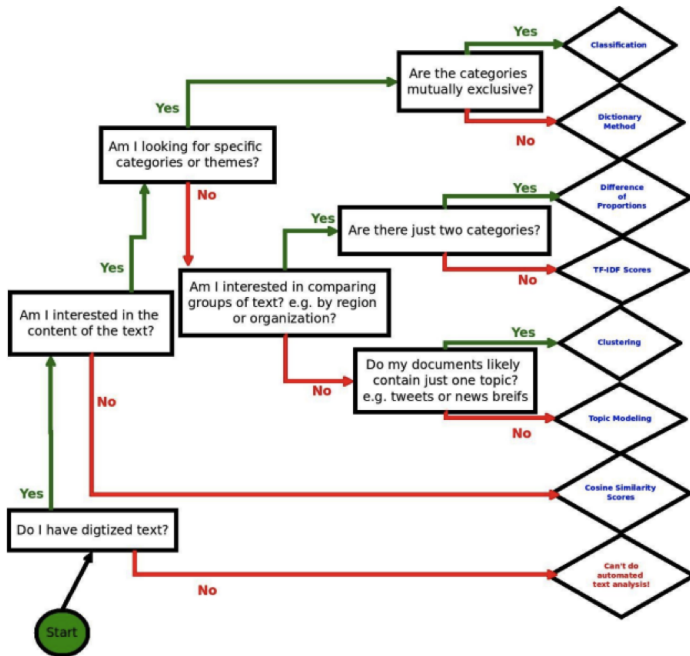 Yes
Classification
Are the categories
mutually exclusive?
Yes
No
Dictionary
Method
Am I looking for specific
categories or themes?
Yes
Difference
of
Proportions
No
Yes
Are there just two categories?
Yes
No
TF-IDF Scores
Am I interested in comparing
groups of text? e.g. by region
or organization?
Am I interested in the
content of the text?
Yes
Clustering
Do my documents likely
contain just one topic?
e.g. tweets or news breifs
No
No
No
Topic Modeling
Yes
Cosine Similarity
Scores
Do I have digtized text?
No
Can't do
automated
text analysis!
Start